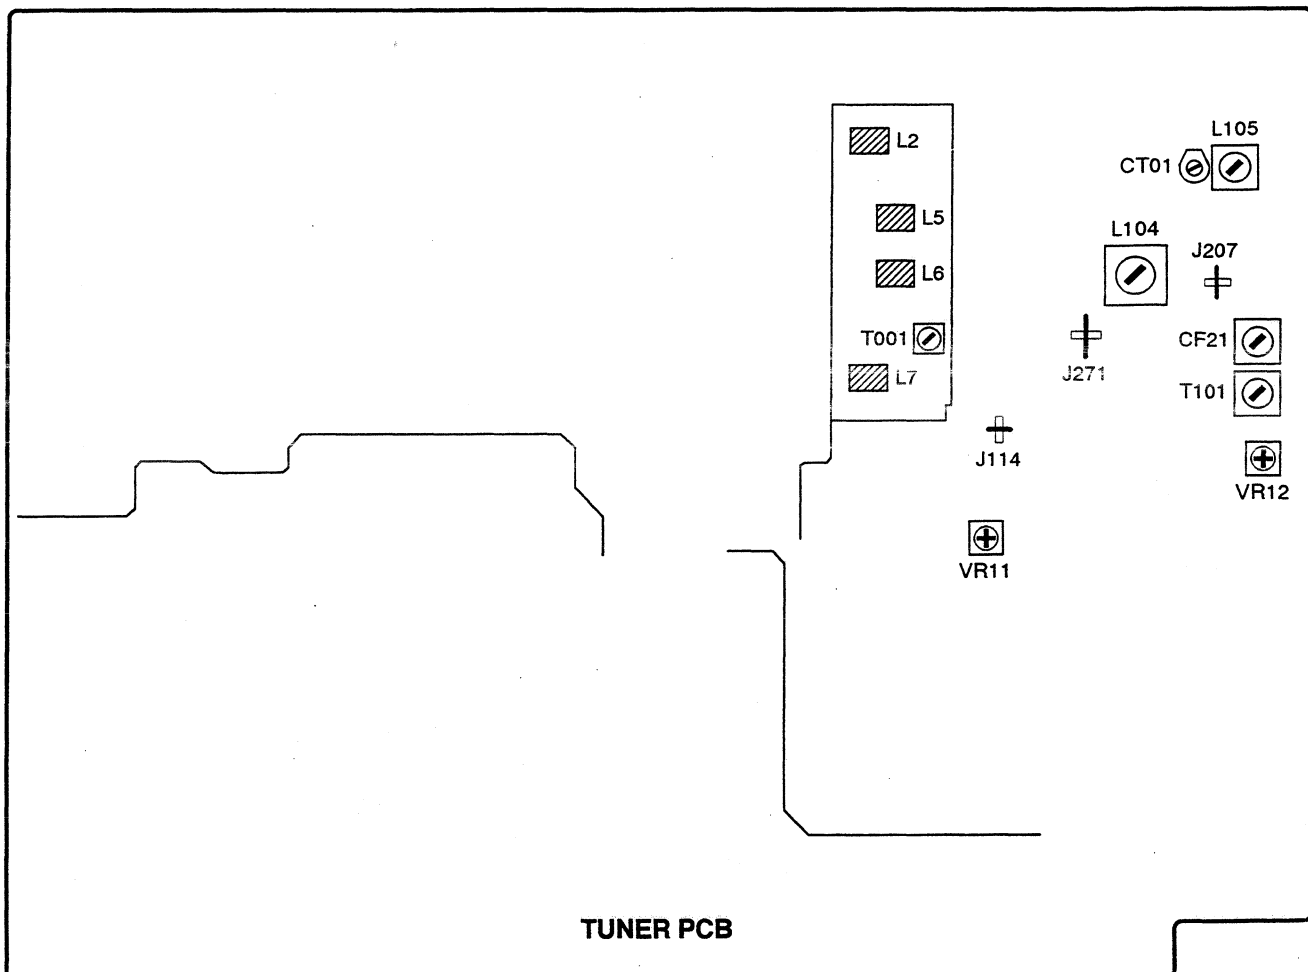 L105
L2
CT01
L5
L104
J207
L6
T001
CF21
J271
L7
T101
J114
VR12
VR11
TUNER PCB